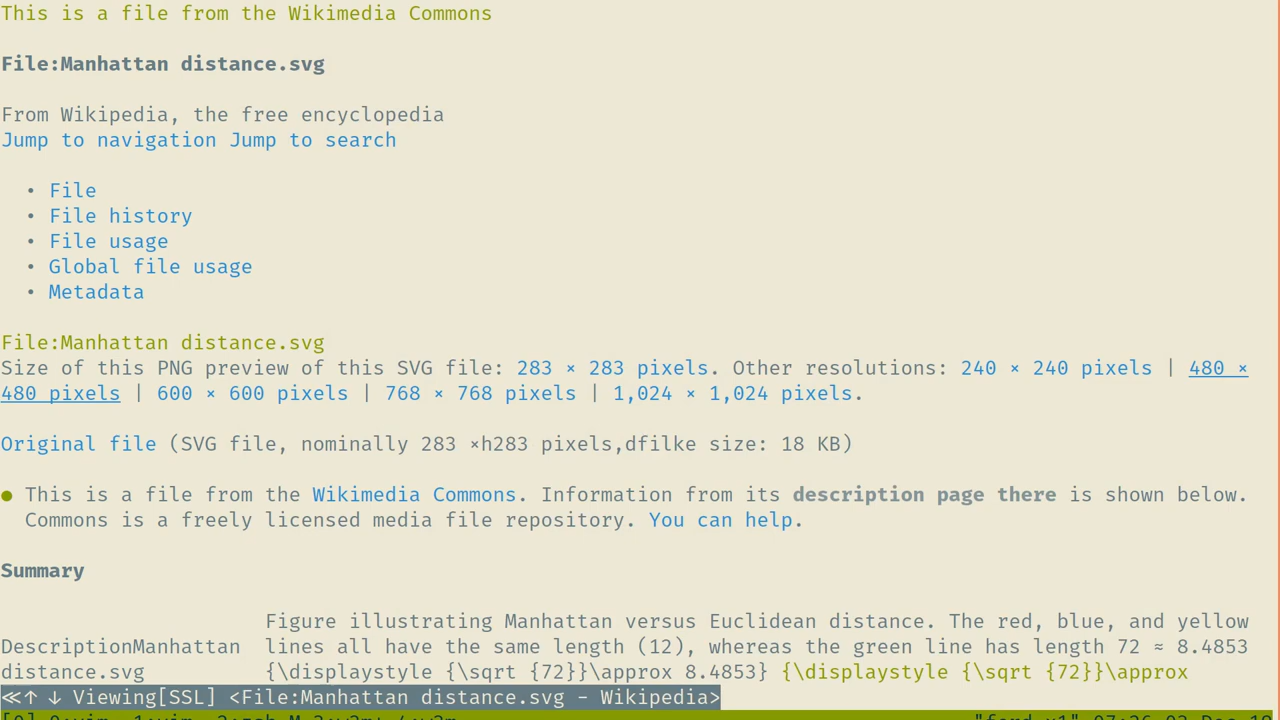 This is a file from the Wikimedia Commons
File:Manhattan distance.svg
From Wikipedia, the free encyclopedia
Jump to navigation Jump to search
• File
• File history
• File usage
• Global file usage
• Metadata
File:Manhattan distance.svg
Size of this PNG preview of this SVG file: 283 × 283 pixels. Other resolutions: 240 × 240 pixels | 480 ×
480 pixels | 600 × 600 pixels | 768 × 768 pixels | 1,024 × 1,024 pixels.
Original file (SVG file, nominally 283 ×h283 pixels,dfilke size: 18 KB)
● This is a file from the Wikimedia Commons. Information from its description page there is shown below.
Commons is a freely licensed media file repository. You can help.
Summary
Figure illustrating Manhattan versus Euclidean distance. The red, blue, and yellow
DescriptionManhattan lines all have the same length (12), whereas the green line has length 72 ≈ 8.4853
distance.svg {\displaystyle {\sqrt {72}}\approx 8.4853} {\displaystyle {\sqrt {72}}\approx
≪↑ ↓ Viewing[SSL] <File:Manhattan distance.svg - Wikipedia>